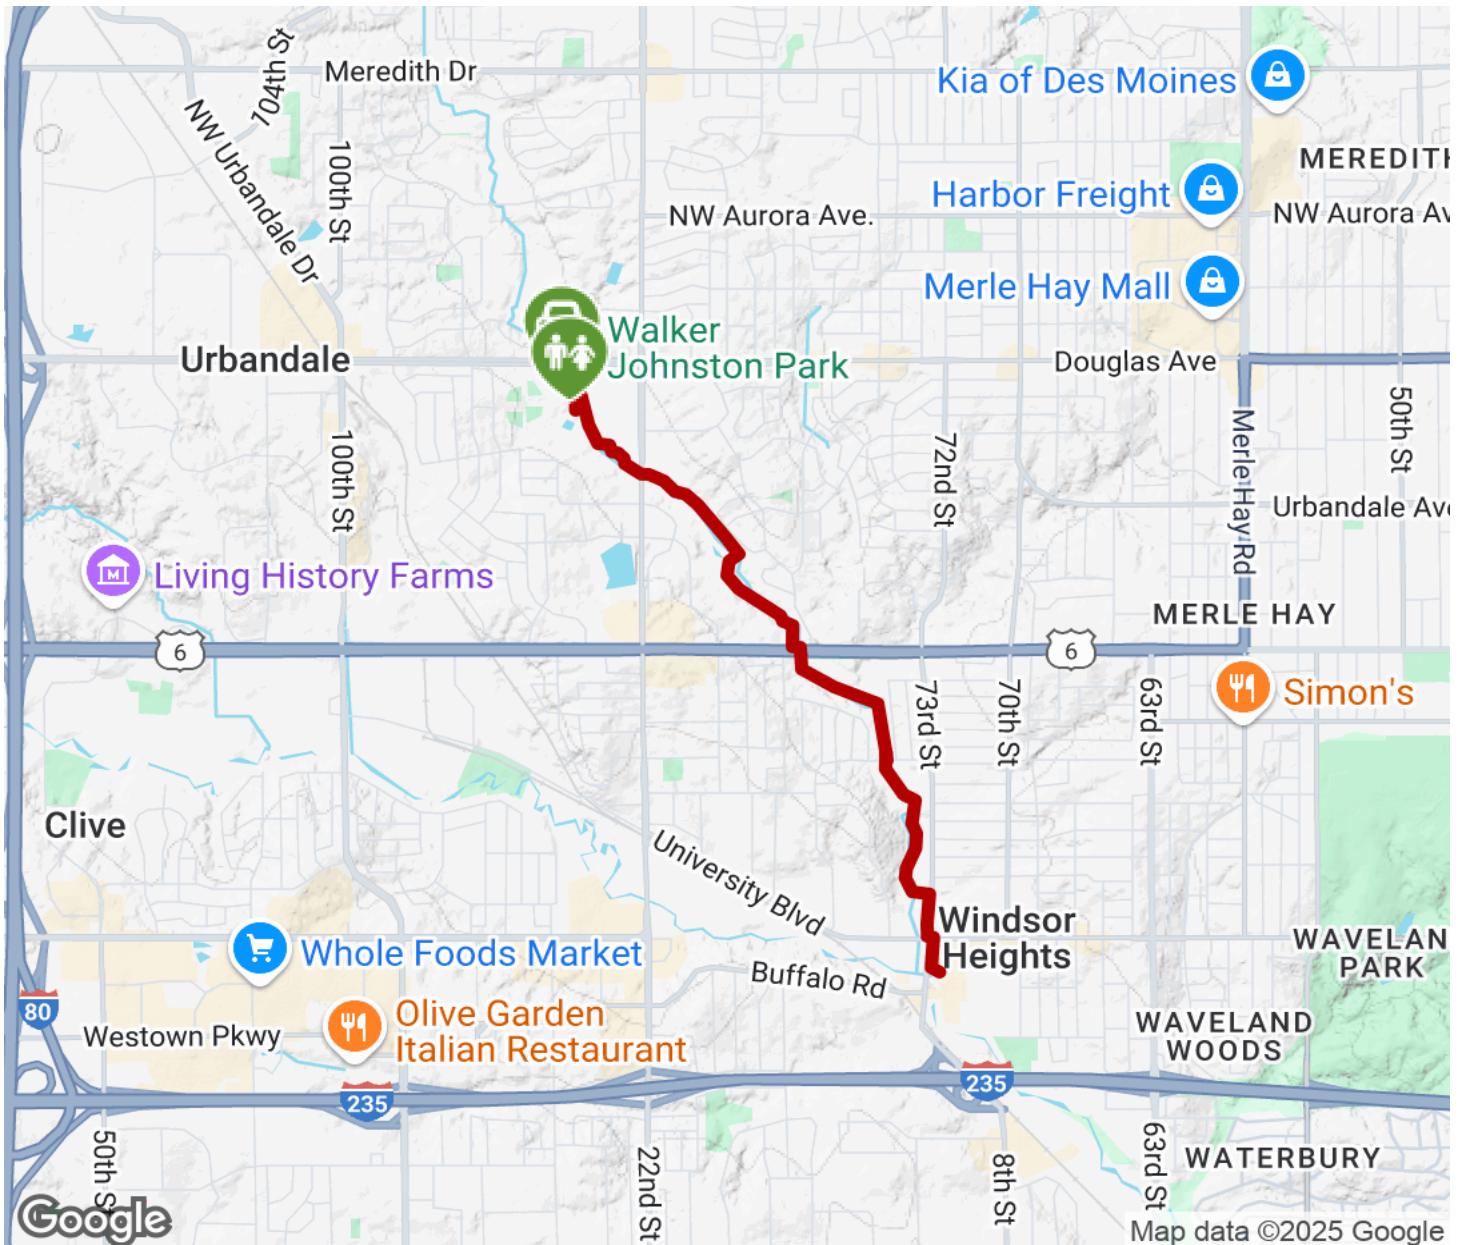 Meredith Dr
104th St
NW Urbandale Dr
100th St
Kia of Des Moines
MEREDITH
Harbor Freight
NW Aurora Ave.
NW Aurora Av
Merle Hay Mall
Walker
Johnston Park
Urbandale
Douglas Ave
50th St
Merle Hay Rd
72nd St
100th St
Urbandale Ave
Living History Farms
MERLE HAY
6
6
Simon's
73rd St
70th St
63rd St
Clive
University Blvd
Windsor
Heights
WAVELAN
PARK
Whole Foods Market
Buffalo Rd
80
Olive Garden
Italian Restaurant
Westown Pkwy
WAVELAND
WOODS
235
235
50th St
22nd St
8th St
63rd St
WATERBURY
Google
Map data ©2025 Google